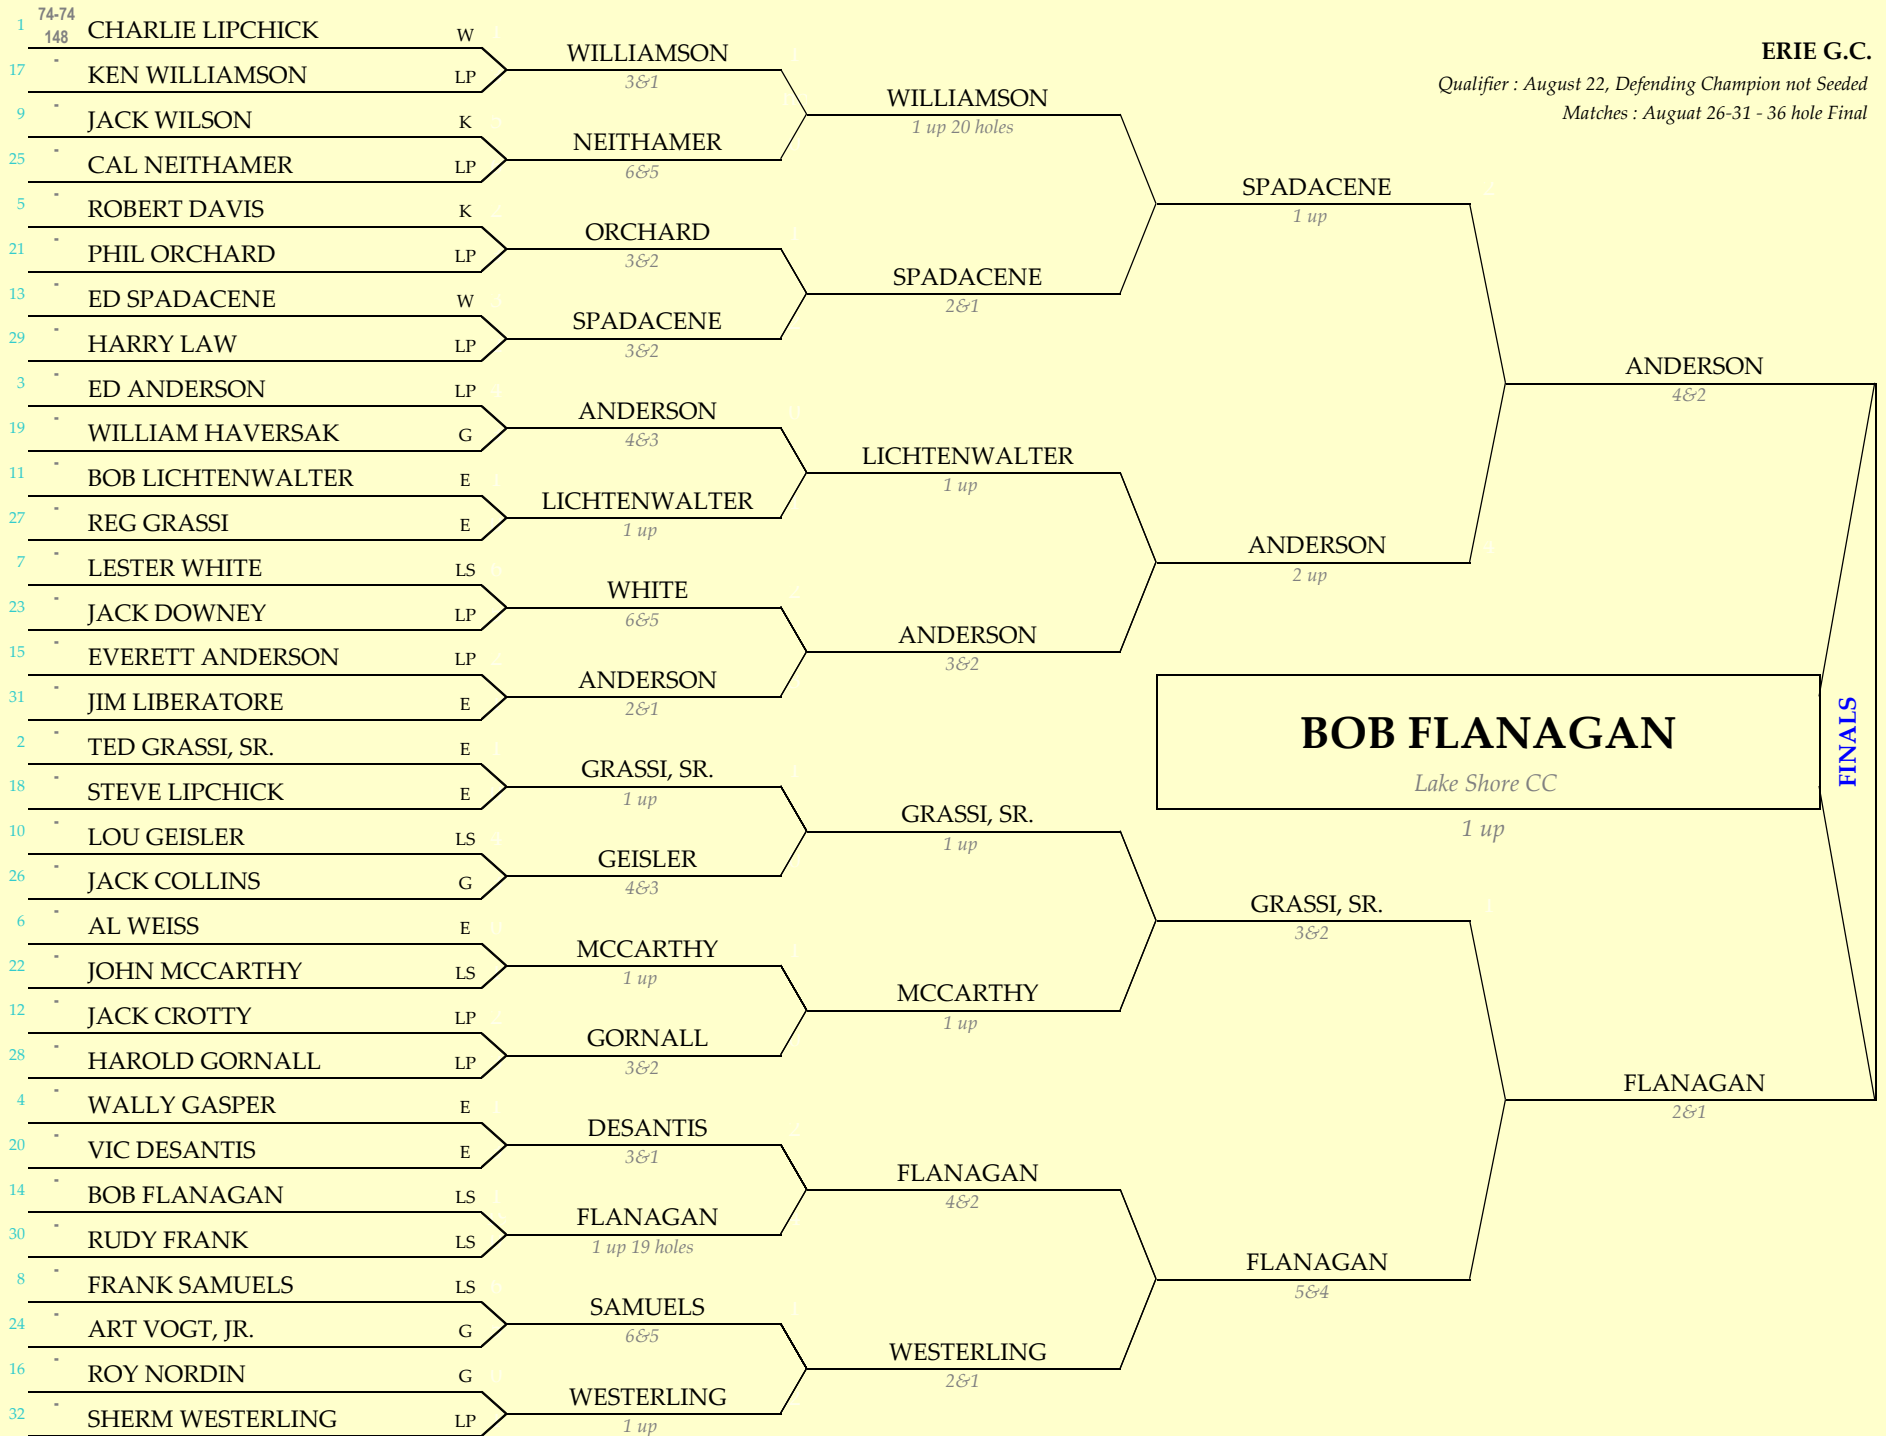 74-74
1 148 CHARLIE LIPCHICK W
17 - KEN WILLIAMSON LP
9 - JACK WILSON K
25 - CAL NEITHAMER LP
5 - ROBERT DAVIS K
21 - PHIL ORCHARD LP
13 - ED SPADACENE W
29 - HARRY LAW LP
3 - ED ANDERSON LP
19 - WILLIAM HAVERSAK G
11 - BOB LICHTENWALTER E
27 - REG GRASSI E
7 - LESTER WHITE LS
23 - JACK DOWNEY LP
15 - EVERETT ANDERSON LP
31 - JIM LIBERATORE E
2 - TED GRASSI, SR. E
18 - STEVE LIPCHICK E
10 - LOU GEISLER LS
26 - JACK COLLINS G
6 - AL WEISS E
22 - JOHN MCCARTHY LS
12 - JACK CROTTY LP
28 - HAROLD GORNALL LP
4 - WALLY GASPER E
20 - VIC DESANTIS E
14 - BOB FLANAGAN LS
30 - RUDY FRANK LS
8 - FRANK SAMUELS LS
24 - ART VOGT, JR. G
16 - ROY NORDIN G
32 - SHERM WESTERLING LP
WILLIAMSON
3&1
NEITHAMER
6&5
ORCHARD
3&2
SPADACENE
3&2
ANDERSON
4&3
LICHTENWALTER
1 up
WHITE
6&5
ANDERSON
2&1
GRASSI, SR.
1 up
GEISLER
4&3
MCCARTHY
1 up
GORNALL
3&2
DESANTIS
3&1
FLANAGAN
1 up 19 holes
SAMUELS
6&5
WESTERLING
1 up
WILLIAMSON
1 up 20 holes
SPADACENE
2&1
LICHTENWALTER
1 up
ANDERSON
3&2
GRASSI, SR.
1 up
MCCARTHY
1 up
FLANAGAN
4&2
WESTERLING
2&1
SPADACENE
1 up
ANDERSON
2 up
GRASSI, SR.
3&2
FLANAGAN
5&4
ERIE G.C.
Qualifier : August 22, Defending Champion not Seeded
Matches : Auguat 26-31 - 36 hole Final
ANDERSON
4&2
FLANAGAN
2&1
BOB FLANAGAN
Lake Shore CC
1 up
FINALS